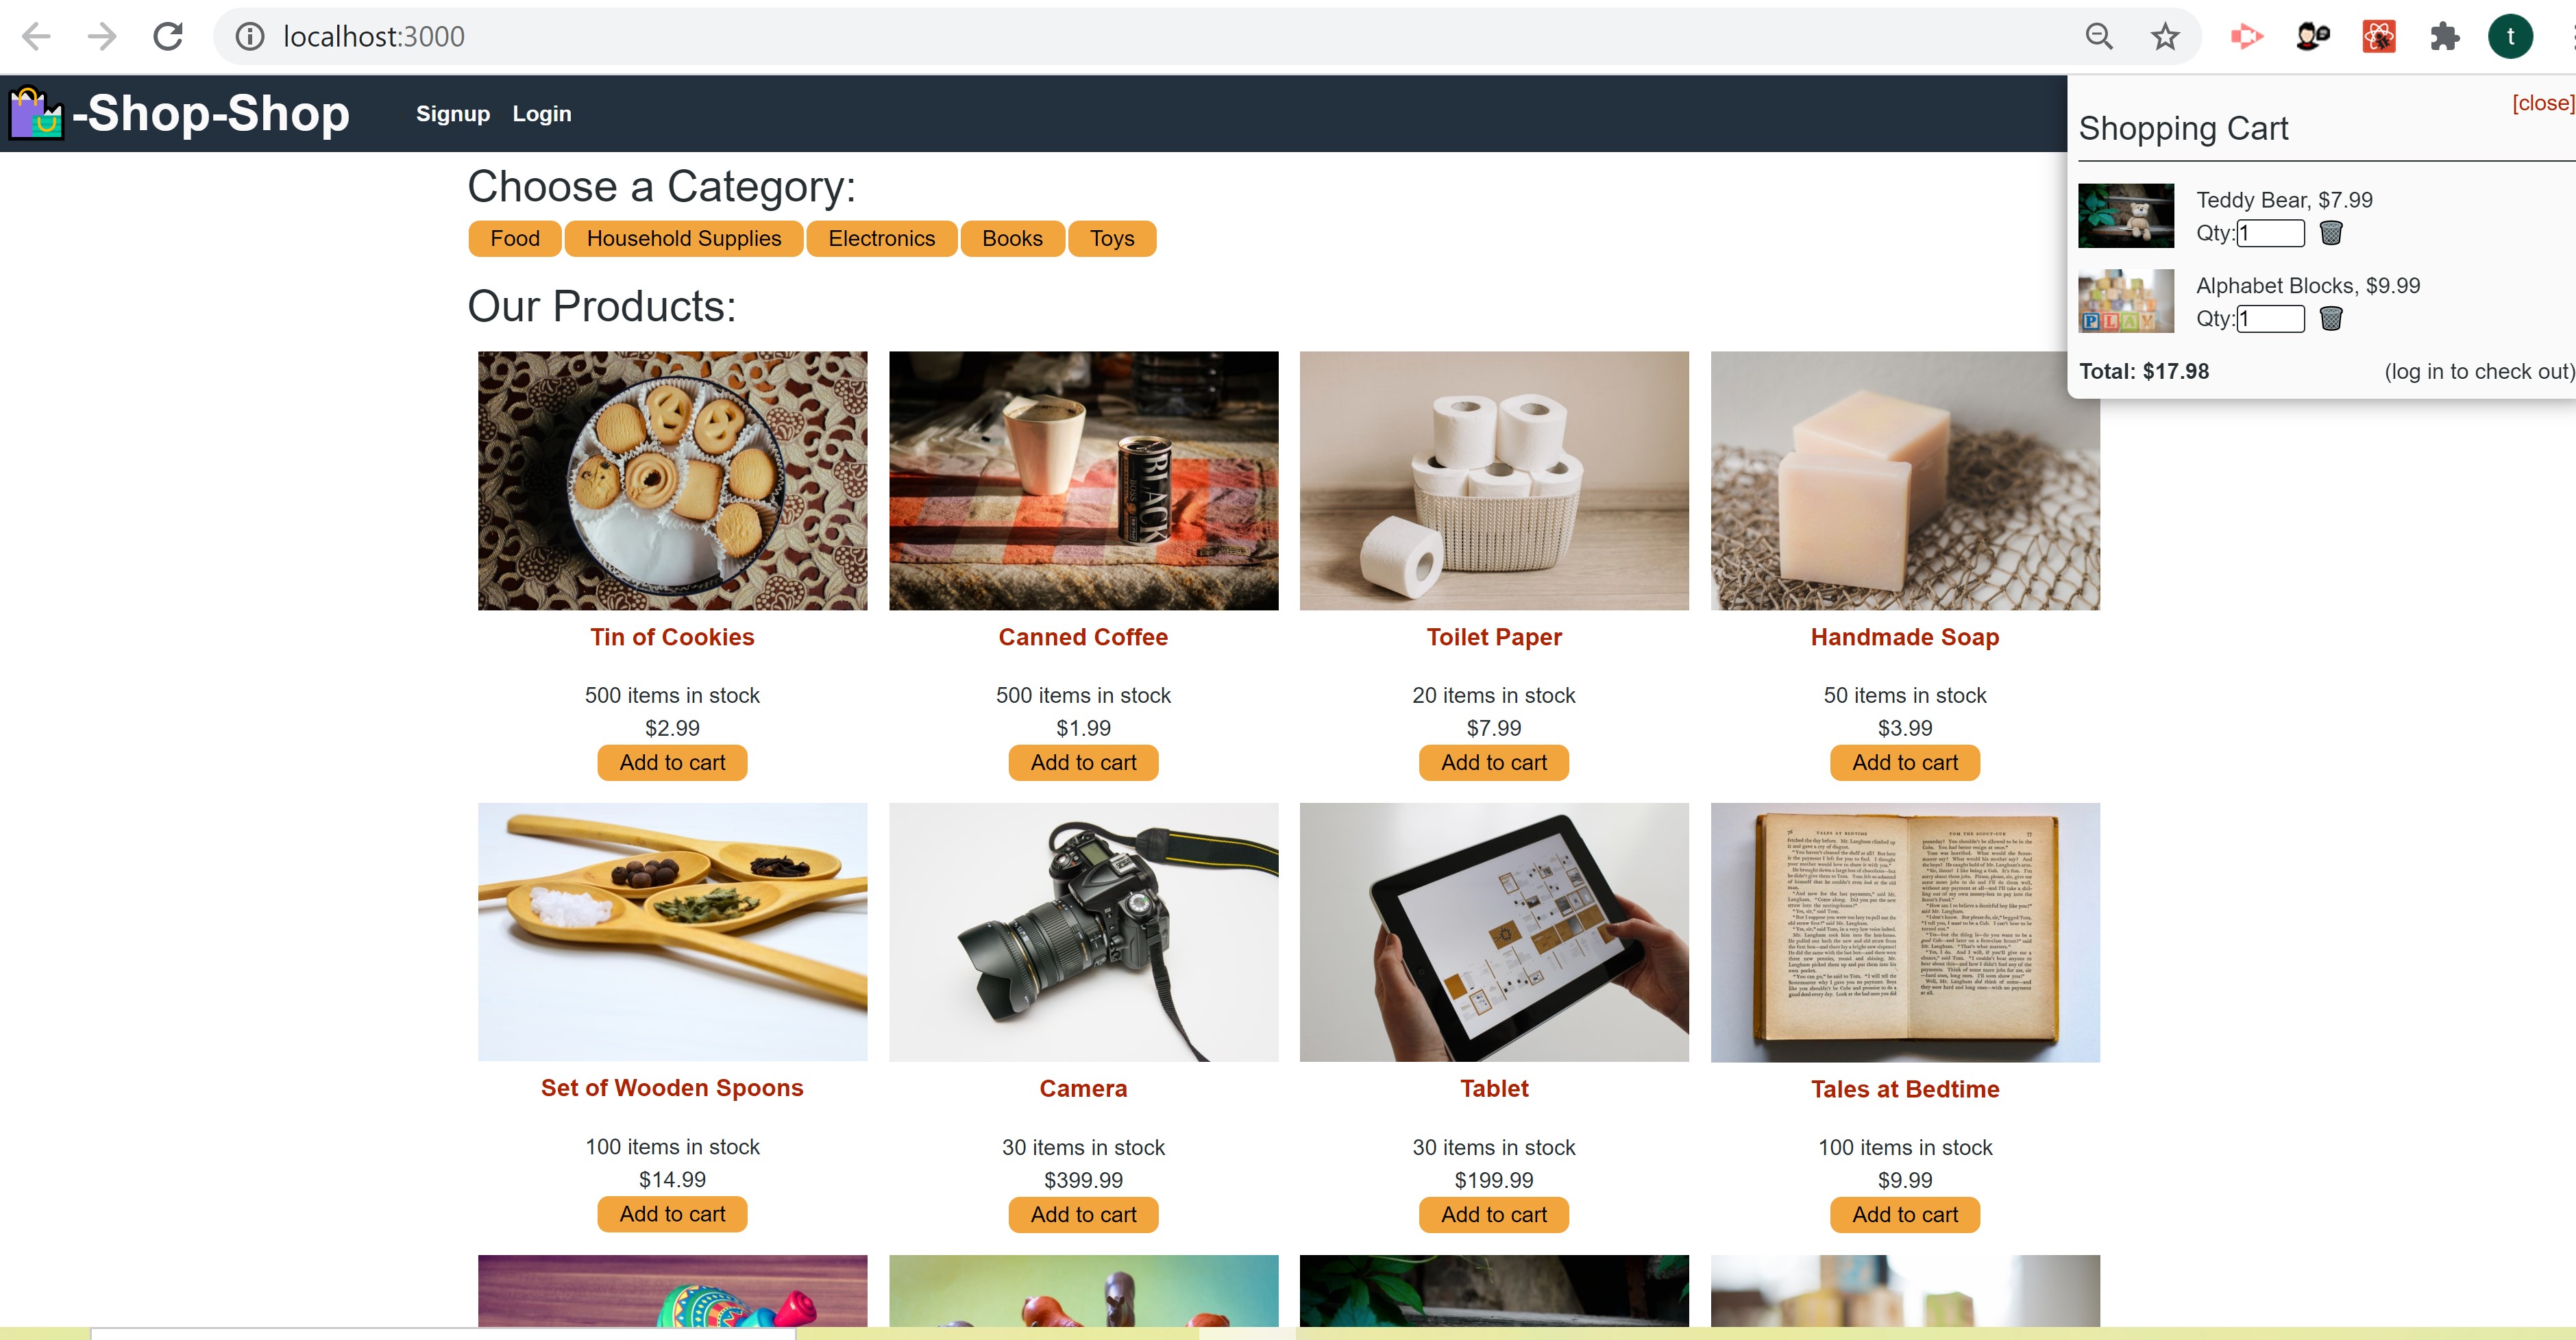 localhost:3000
t
-Shop-Shop
Signup Login
[close]
Shopping Cart
Teddy Bear, $7.99
Qty:1
Alphabet Blocks, $9.99
Qty:1
PLAY
Total: $17.98 (log in to check out)
Choose a Category:
Food Household Supplies Electronics Books Toys
Our Products:
BLACK
BOSS
Tin of Cookies Canned Coffee Toilet Paper Handmade Soap
500 items in stock 500 items in stock 20 items in stock 50 items in stock
$2.99 $1.99 $7.99 $3.99
Add to cart Add to cart Add to cart Add to cart
TALES AT BEDTIME
Set of Wooden Spoons Camera Tablet Tales at Bedtime
100 items in stock 30 items in stock 30 items in stock 100 items in stock
$14.99 $399.99 $199.99 $9.99
Add to cart Add to cart Add to cart Add to cart